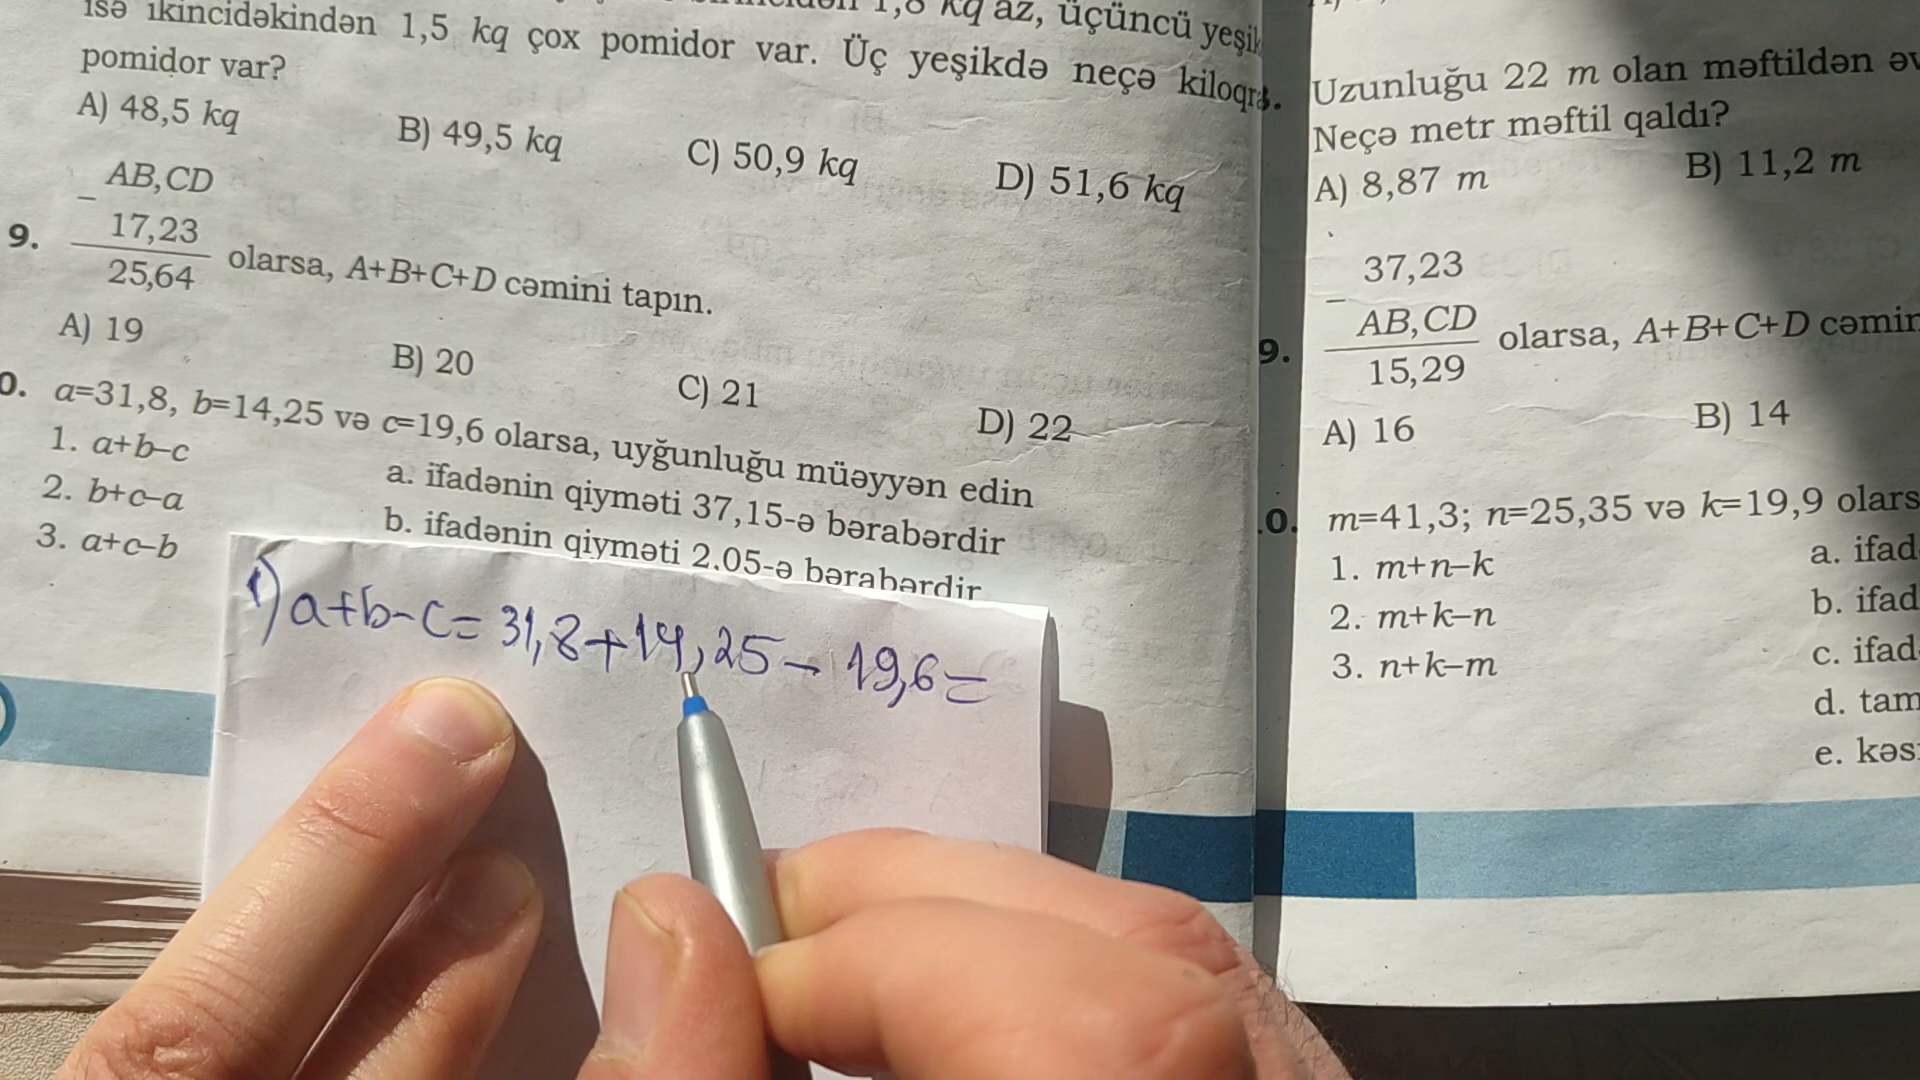 isə ikincidəkindən 1,5 kq çox pomidor var. Üç yeşikdə neçə
az, üçüncü
pomidor var?
A) 48,5 kq
B) 49,5 kq
C) 50,9 kq
D) 51,6 kq
9.
– AB,CD
17,23
25,64
olarsa, A+B+C+D cəmini tapın.
A) 19
B) 20
C) 21
D) 22
0. a=31,8, b=14,25 və c=19,6 olarsa, uyğunluğu müəyyən edin
1. a+b–c
2. b+c–a
3. a+c–b
a. ifadənin qiyməti 37,15-ə bərabərdir
b. ifadənin qiyməti 2,05-ə bərabərdir
1) a+b-c= 31,8+14,25- 19,6=
Uzunluğu 22 m olan məftildən
Neçə metr məftil qaldı?
A) 8,87 m
B) 11,2 m
9.
– 37,23
AB,CD
15,29
olarsa, A+B+C+D
A) 16
B) 14
0. m=41,3; n=25,35 və k=19,9 olars
1. m+n–k
2. m+k–n
3. n+k–m
a. ifad
b. ifad
c. ifad
d. tam
e. kəs